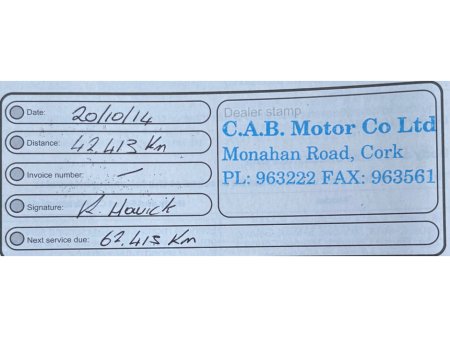 Date: 20/10/14
Distance: 42.413 Km
Invoice number: —
Signature: K. Havick
Next service due: 62.413 Km
Dealer stamp
C.A.B. Motor Co Ltd
Monahan Road, Cork
PL: 963222 FAX: 963561